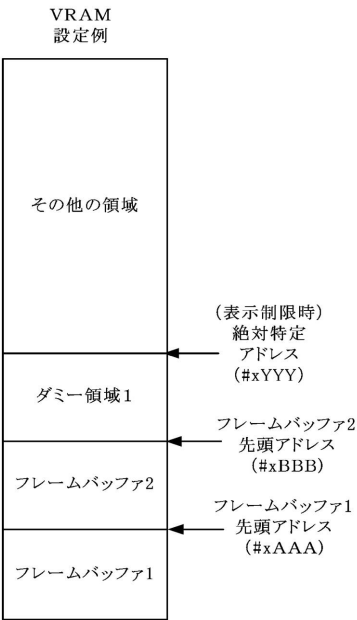 VRAM
設定例
その他の領域
(表示制限時)
絶対特定
アドレス
(#xYYY)
ダミー領域1
フレームバッファ2
先頭アドレス
(#xBBB)
フレームバッファ2
フレームバッファ1
先頭アドレス
(#xAAA)
フレームバッファ1